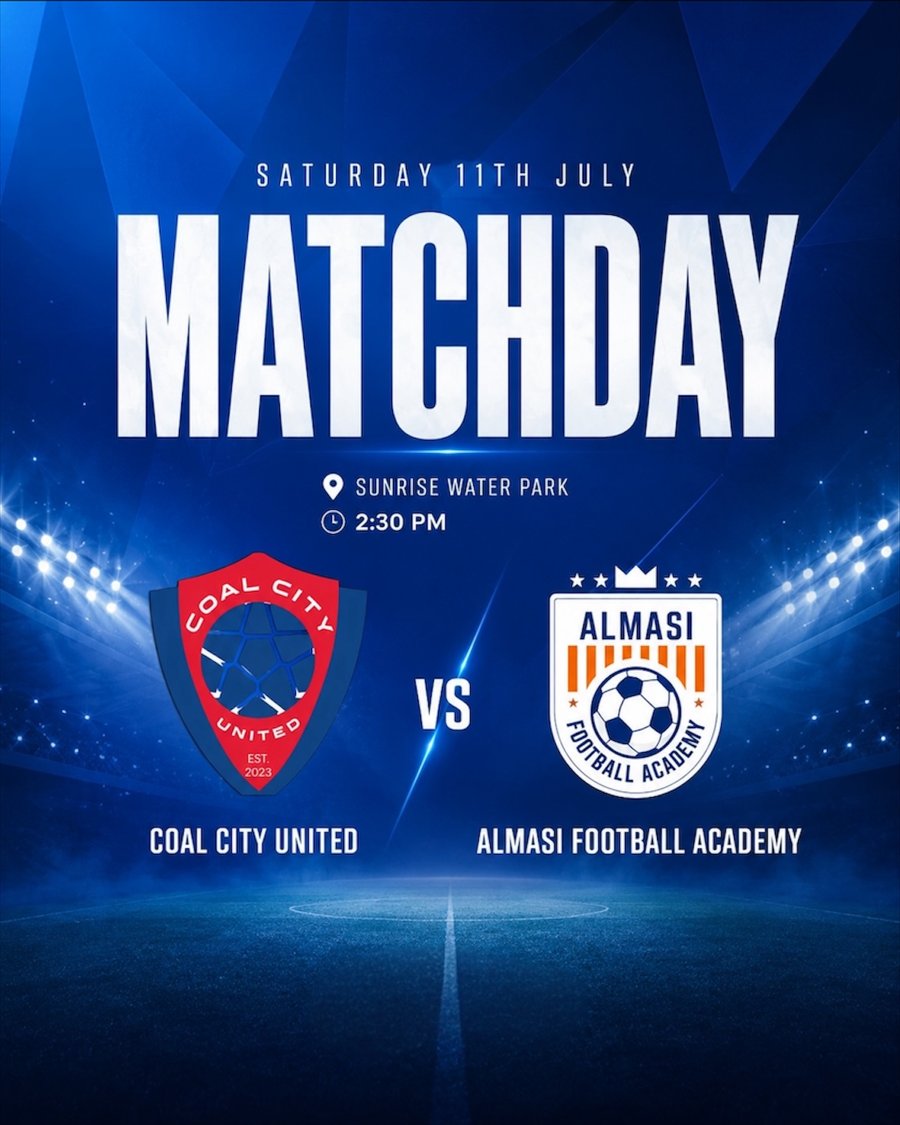 SATURDAY 11TH JULY
MATCHDAY
SUNRISE WATER PARK
2:30 PM
COAL CITY
UNITED
EST.
2023
VS
ALMASI
FOOTBALL ACADEMY
COAL CITY UNITED
ALMASI FOOTBALL ACADEMY